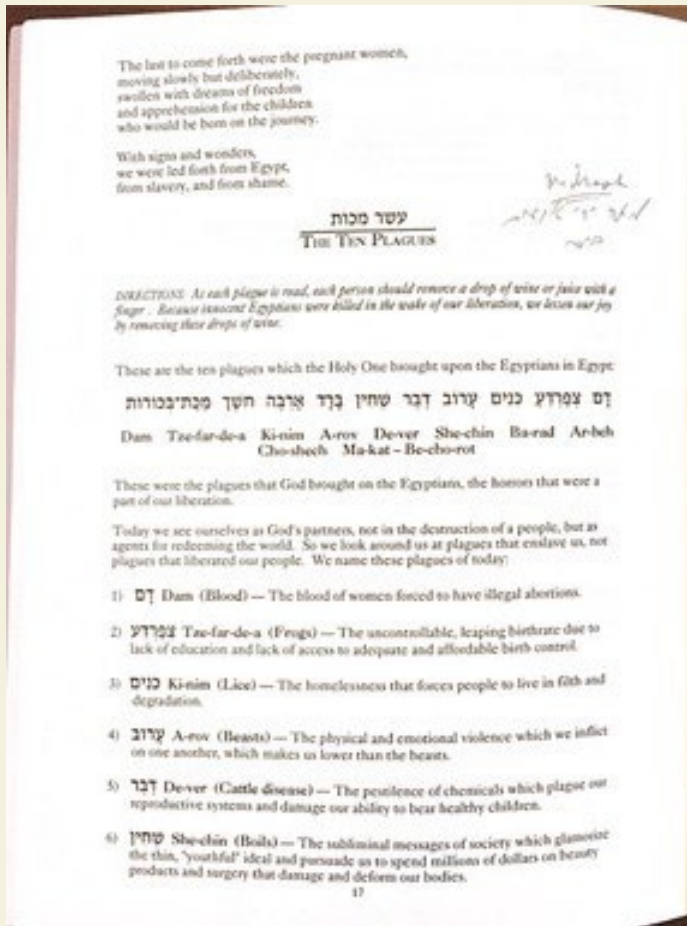 The last to come forth were the pregnant women,
moving slowly but deliberately,
swollen with dreams of freedom
and apprehension for the children
who would be born on the journey.
With signs and wonders,
we were led forth from Egypt,
from slavery, and from shame.
עשר מכות
THE TEN PLAGUES
DIRECTIONS: As each plague is read, each person should remove a drop of wine or juice with a
finger. Because innocent Egyptians were killed in the wake of our liberation, we lessen our joy
by removing these drops of wine.
These are the ten plagues which the Holy One brought upon the Egyptians in Egypt
דָם צְפַרְדֵּעַ כִּנִים עָרוֹב דֶבֶר שְׁחִין בָּרָד אַרְבֶּה חשֶׁךְ מַכַּת־בְּכוֹרוֹת
Dam Tze-far-de-a Ki-nim A-rov De-ver She-chin Ba-rad Ar-beh
Cho-shech Ma-kat – Be-cho-rot
These were the plagues that God brought on the Egyptians, the horrors that were a
part of our liberation.
Today we see ourselves as God's partners, not in the destruction of a people, but as
agents for redeeming the world. So we look around us at plagues that enslave us, not
plagues that liberated our people. We name these plagues of today:
1) דָם Dam (Blood) — The blood of women forced to have illegal abortions.
2) צְפַרְדֵּעַ Tze-far-de-a (Frogs) — The uncontrollable, leaping birthrate due to
lack of education and lack of access to adequate and affordable birth control.
3) כִּנִים Ki-nim (Lice) — The homelessness that forces people to live in filth and
degradation.
4) עָרוֹב A-rov (Beasts) — The physical and emotional violence which we inflict
on one another, which makes us lower than the beasts.
5) דֶבֶר De-ver (Cattle disease) — The pestilence of chemicals which plague our
reproductive systems and damage our ability to bear healthy children.
6) שְׁחִין She-chin (Boils) — The subliminal messages of society which glamorize
the thin, "youthful" ideal and persuade us to spend millions of dollars on beauty
products and surgery that damage and deform our bodies.
17